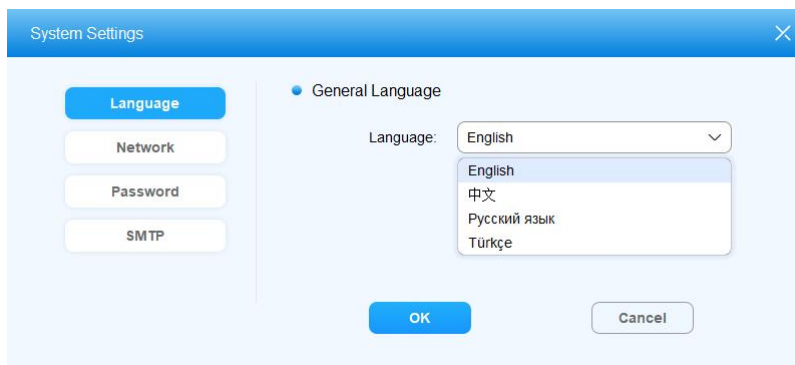 System Settings
Language
Network
Password
SMTP
General Language
Language: English
English
中文
Русский язык
Türkçe
OK Cancel